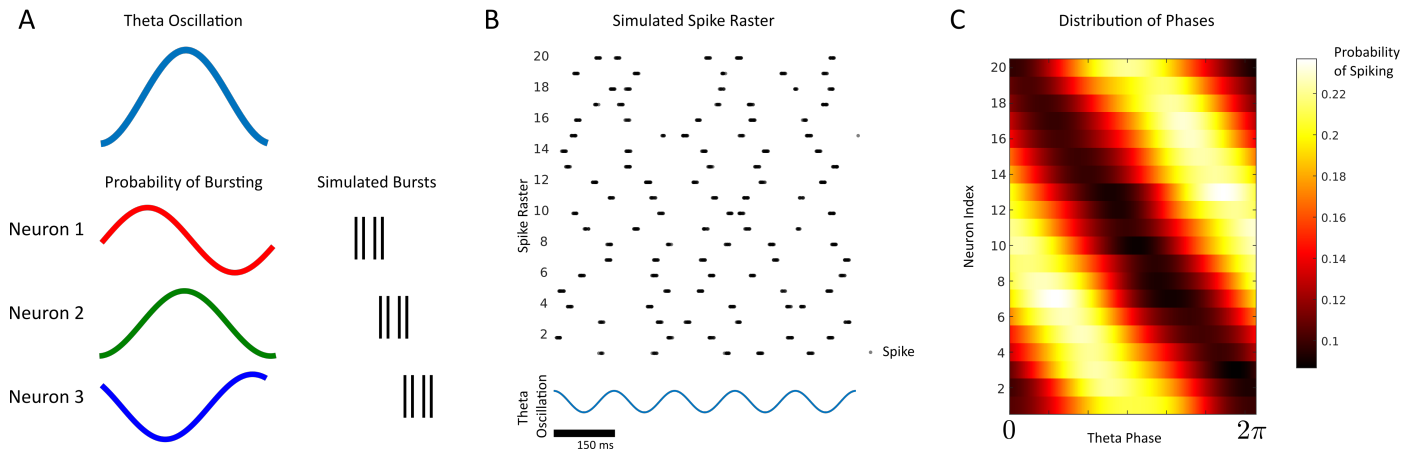 A
Theta Oscillation
Probability of Bursting
Simulated Bursts
Neuron 1
Neuron 2
Neuron 3
B
Simulated Spike Raster
Spike Raster
20
18
16
14
12
10
8
6
4
2
Spike
Theta
Oscillation
150 ms
C
Distribution of Phases
Neuron Index
20
18
16
14
12
10
8
6
4
2
0
Theta Phase
2π
Probability
of Spiking
0.22
0.2
0.18
0.16
0.14
0.12
0.1